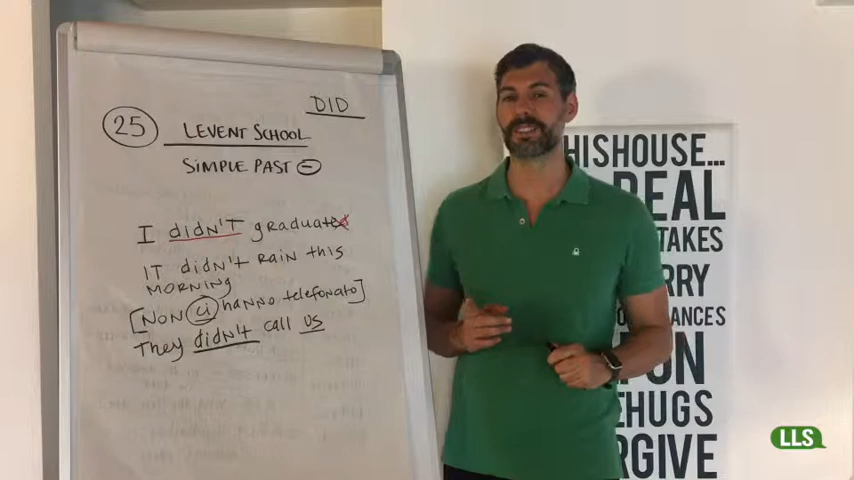 DID
25
LEVENT SCHOOL
SIMPLE PAST -
I didn't graduated
IT didn't rain this
MORNING
[NON ci hanno telefonato]
They didn't call us
HISHOUSE...
REAL
TAKES
RRY
ANCES
PON
EHUGS
RGIVE
LLS